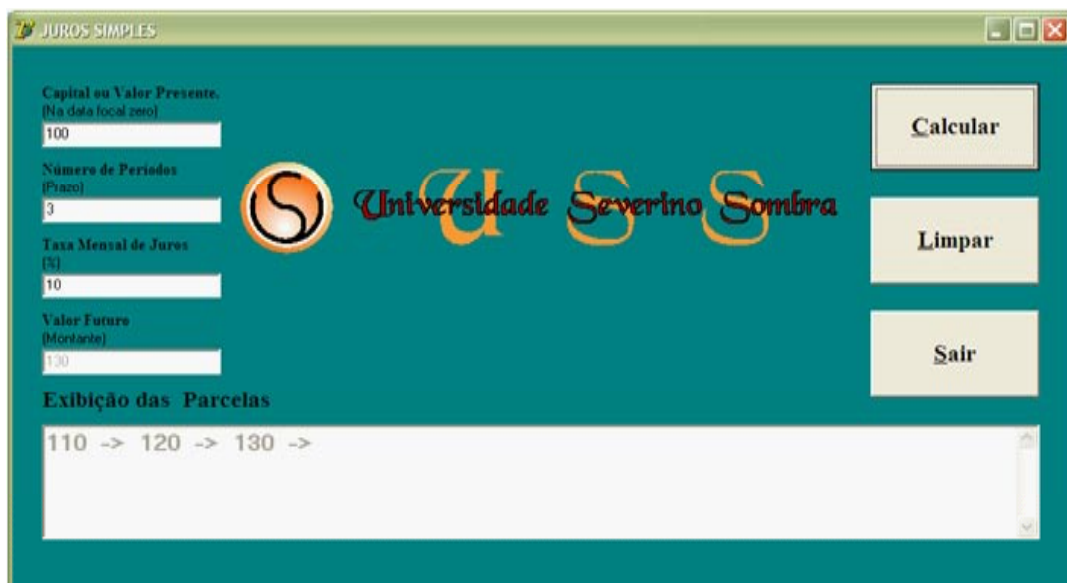 JUROS SIMPLES
Capital ou Valor Presente.
(Na data focal zero)
100
Número de Períodos
(Prazo)
3
Taxa Mensal de Juros
(%)
10
Valor Futuro
(Montante)
130
Universidade Severino Sombra
U S S
Calcular
Limpar
Sair
Exibição das Parcelas
110 -> 120 -> 130 ->